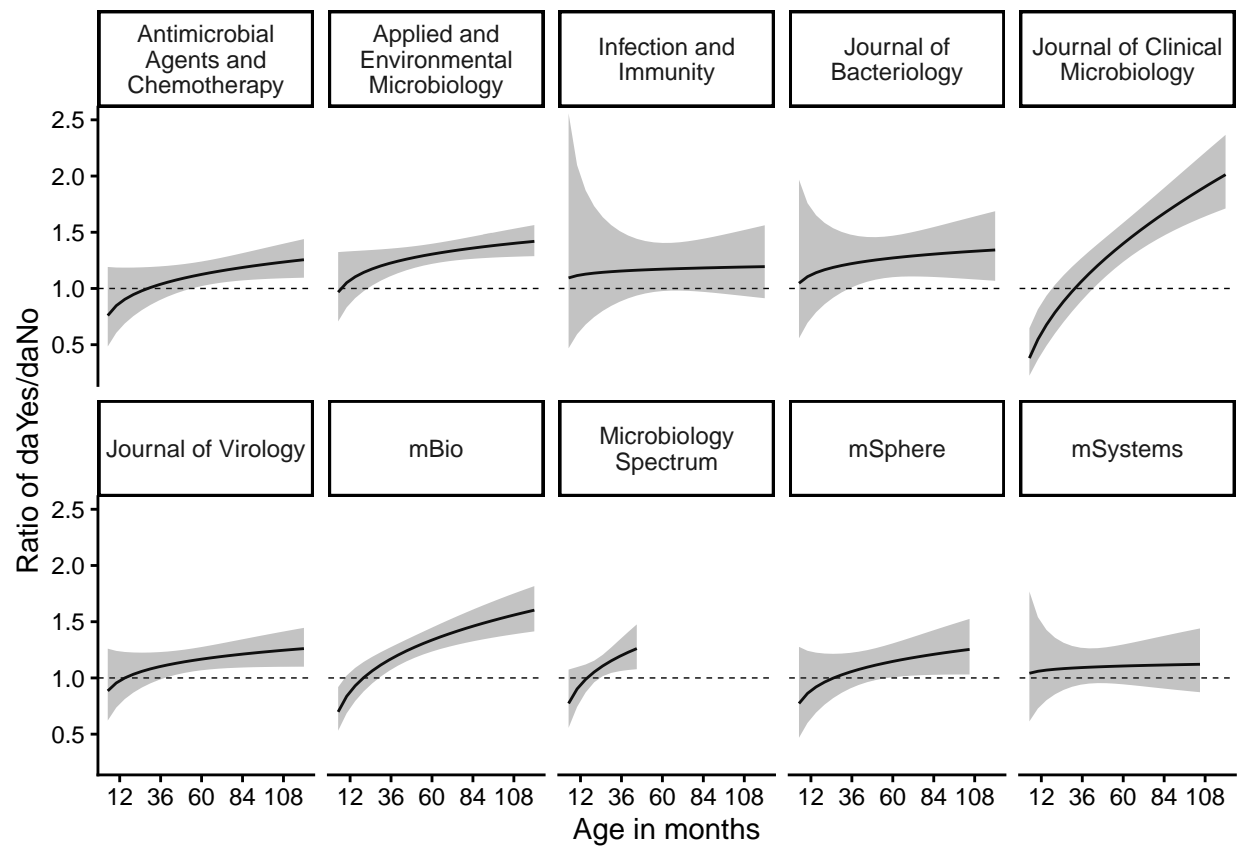 Antimicrobial
Agents and
Chemotherapy
Applied and
Environmental
Microbiology
Infection and
Immunity
Journal of
Bacteriology
Journal of Clinical
Microbiology
2.5
2.0
1.5
1.0
0.5
Journal of Virology
mBio
Microbiology
Spectrum
mSphere
mSystems
2.5
2.0
1.5
1.0
0.5
Ratio of daYes/daNo
12 36 60 84 108
12 36 60 84 108
12 36 60 84 108
12 36 60 84 108
12 36 60 84 108
Age in months